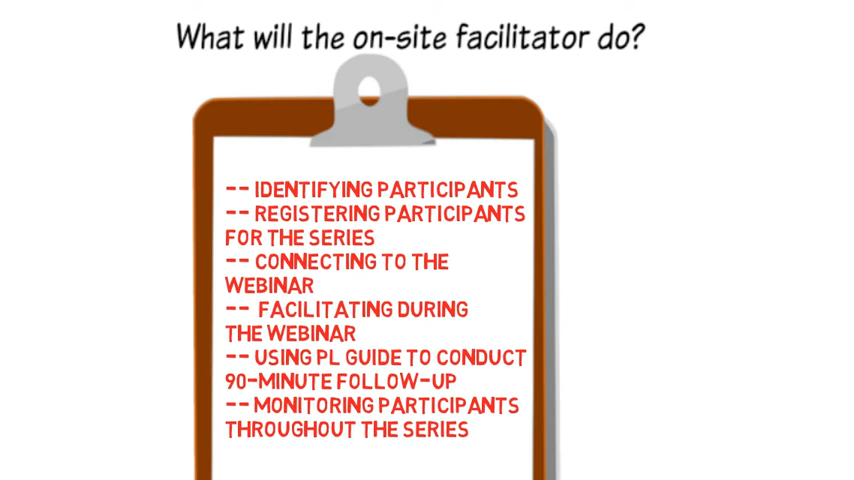 What will the on-site facilitator do?
-- IDENTIFYING PARTICIPANTS
-- REGISTERING PARTICIPANTS
FOR THE SERIES
-- CONNECTING TO THE
WEBINAR
-- FACILITATING DURING
THE WEBINAR
-- USING PL GUIDE TO CONDUCT
90-MINUTE FOLLOW-UP
-- MONITORING PARTICIPANTS
THROUGHOUT THE SERIES